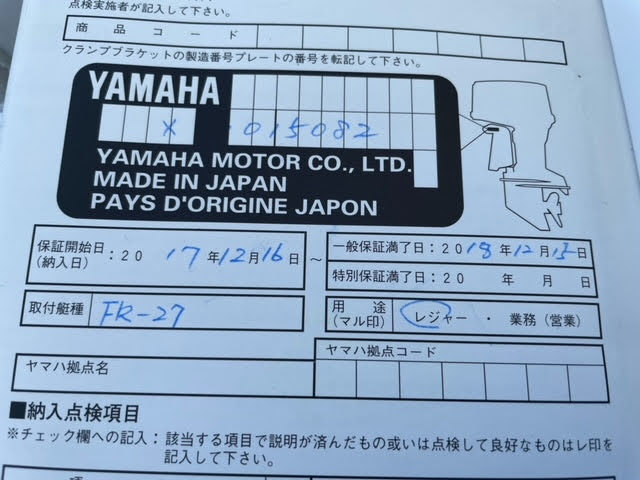 点検実施者が記入して下さい。
商品コード
クランプブラケットの製造番号プレートの番号を転記して下さい。
YAMAHA
X 015082
YAMAHA MOTOR CO., LTD.
MADE IN JAPAN
PAYS D'ORIGINE JAPON
保証開始日:2017年12月16日 ~ 一般保証満了日:2018年12月15日
(納入日)
特別保証満了日:20 年 月 日
取付艇種 FR-27
用途 レジャー ・ 業務(営業)
(マル印)
ヤマハ拠点名
ヤマハ拠点コード
■納入点検項目
※チェック欄への記入:該当する項目で説明が済んだもの或いは点検して良好なものはレ印を
記入して下さい。